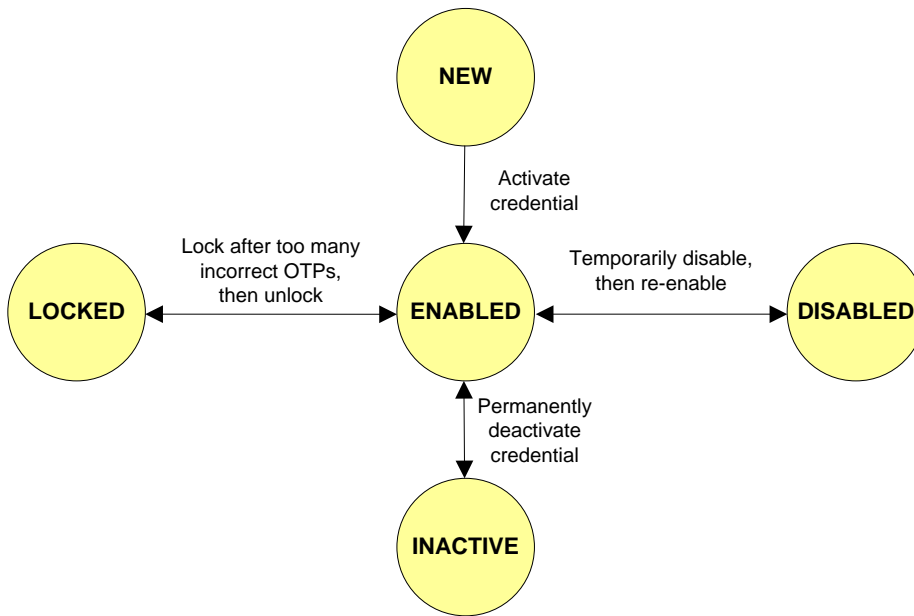 NEW
Activate
credential
Lock after too many
incorrect OTPs,
then unlock
Temporarily disable,
then re-enable
LOCKED
ENABLED
DISABLED
Permanently
deactivate
credential
INACTIVE